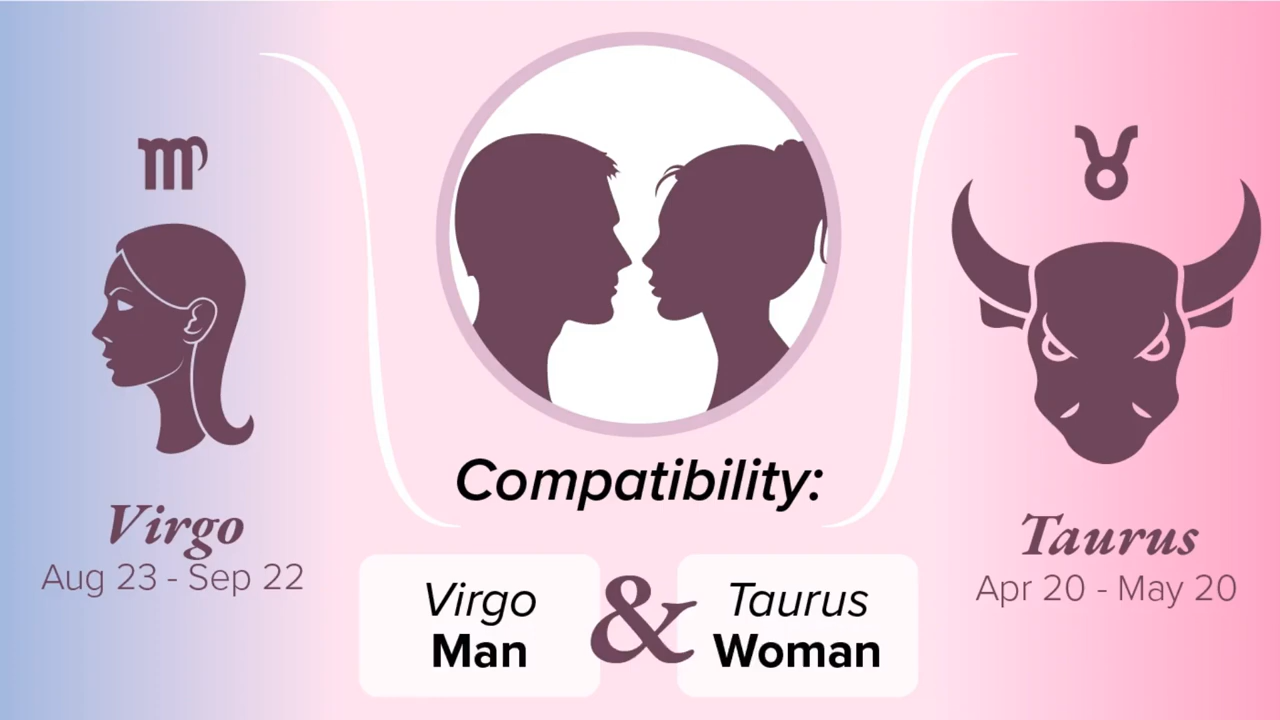 Virgo
Aug 23 - Sep 22
Compatibility:
Virgo
Man
&
Taurus
Woman
Taurus
Apr 20 - May 20